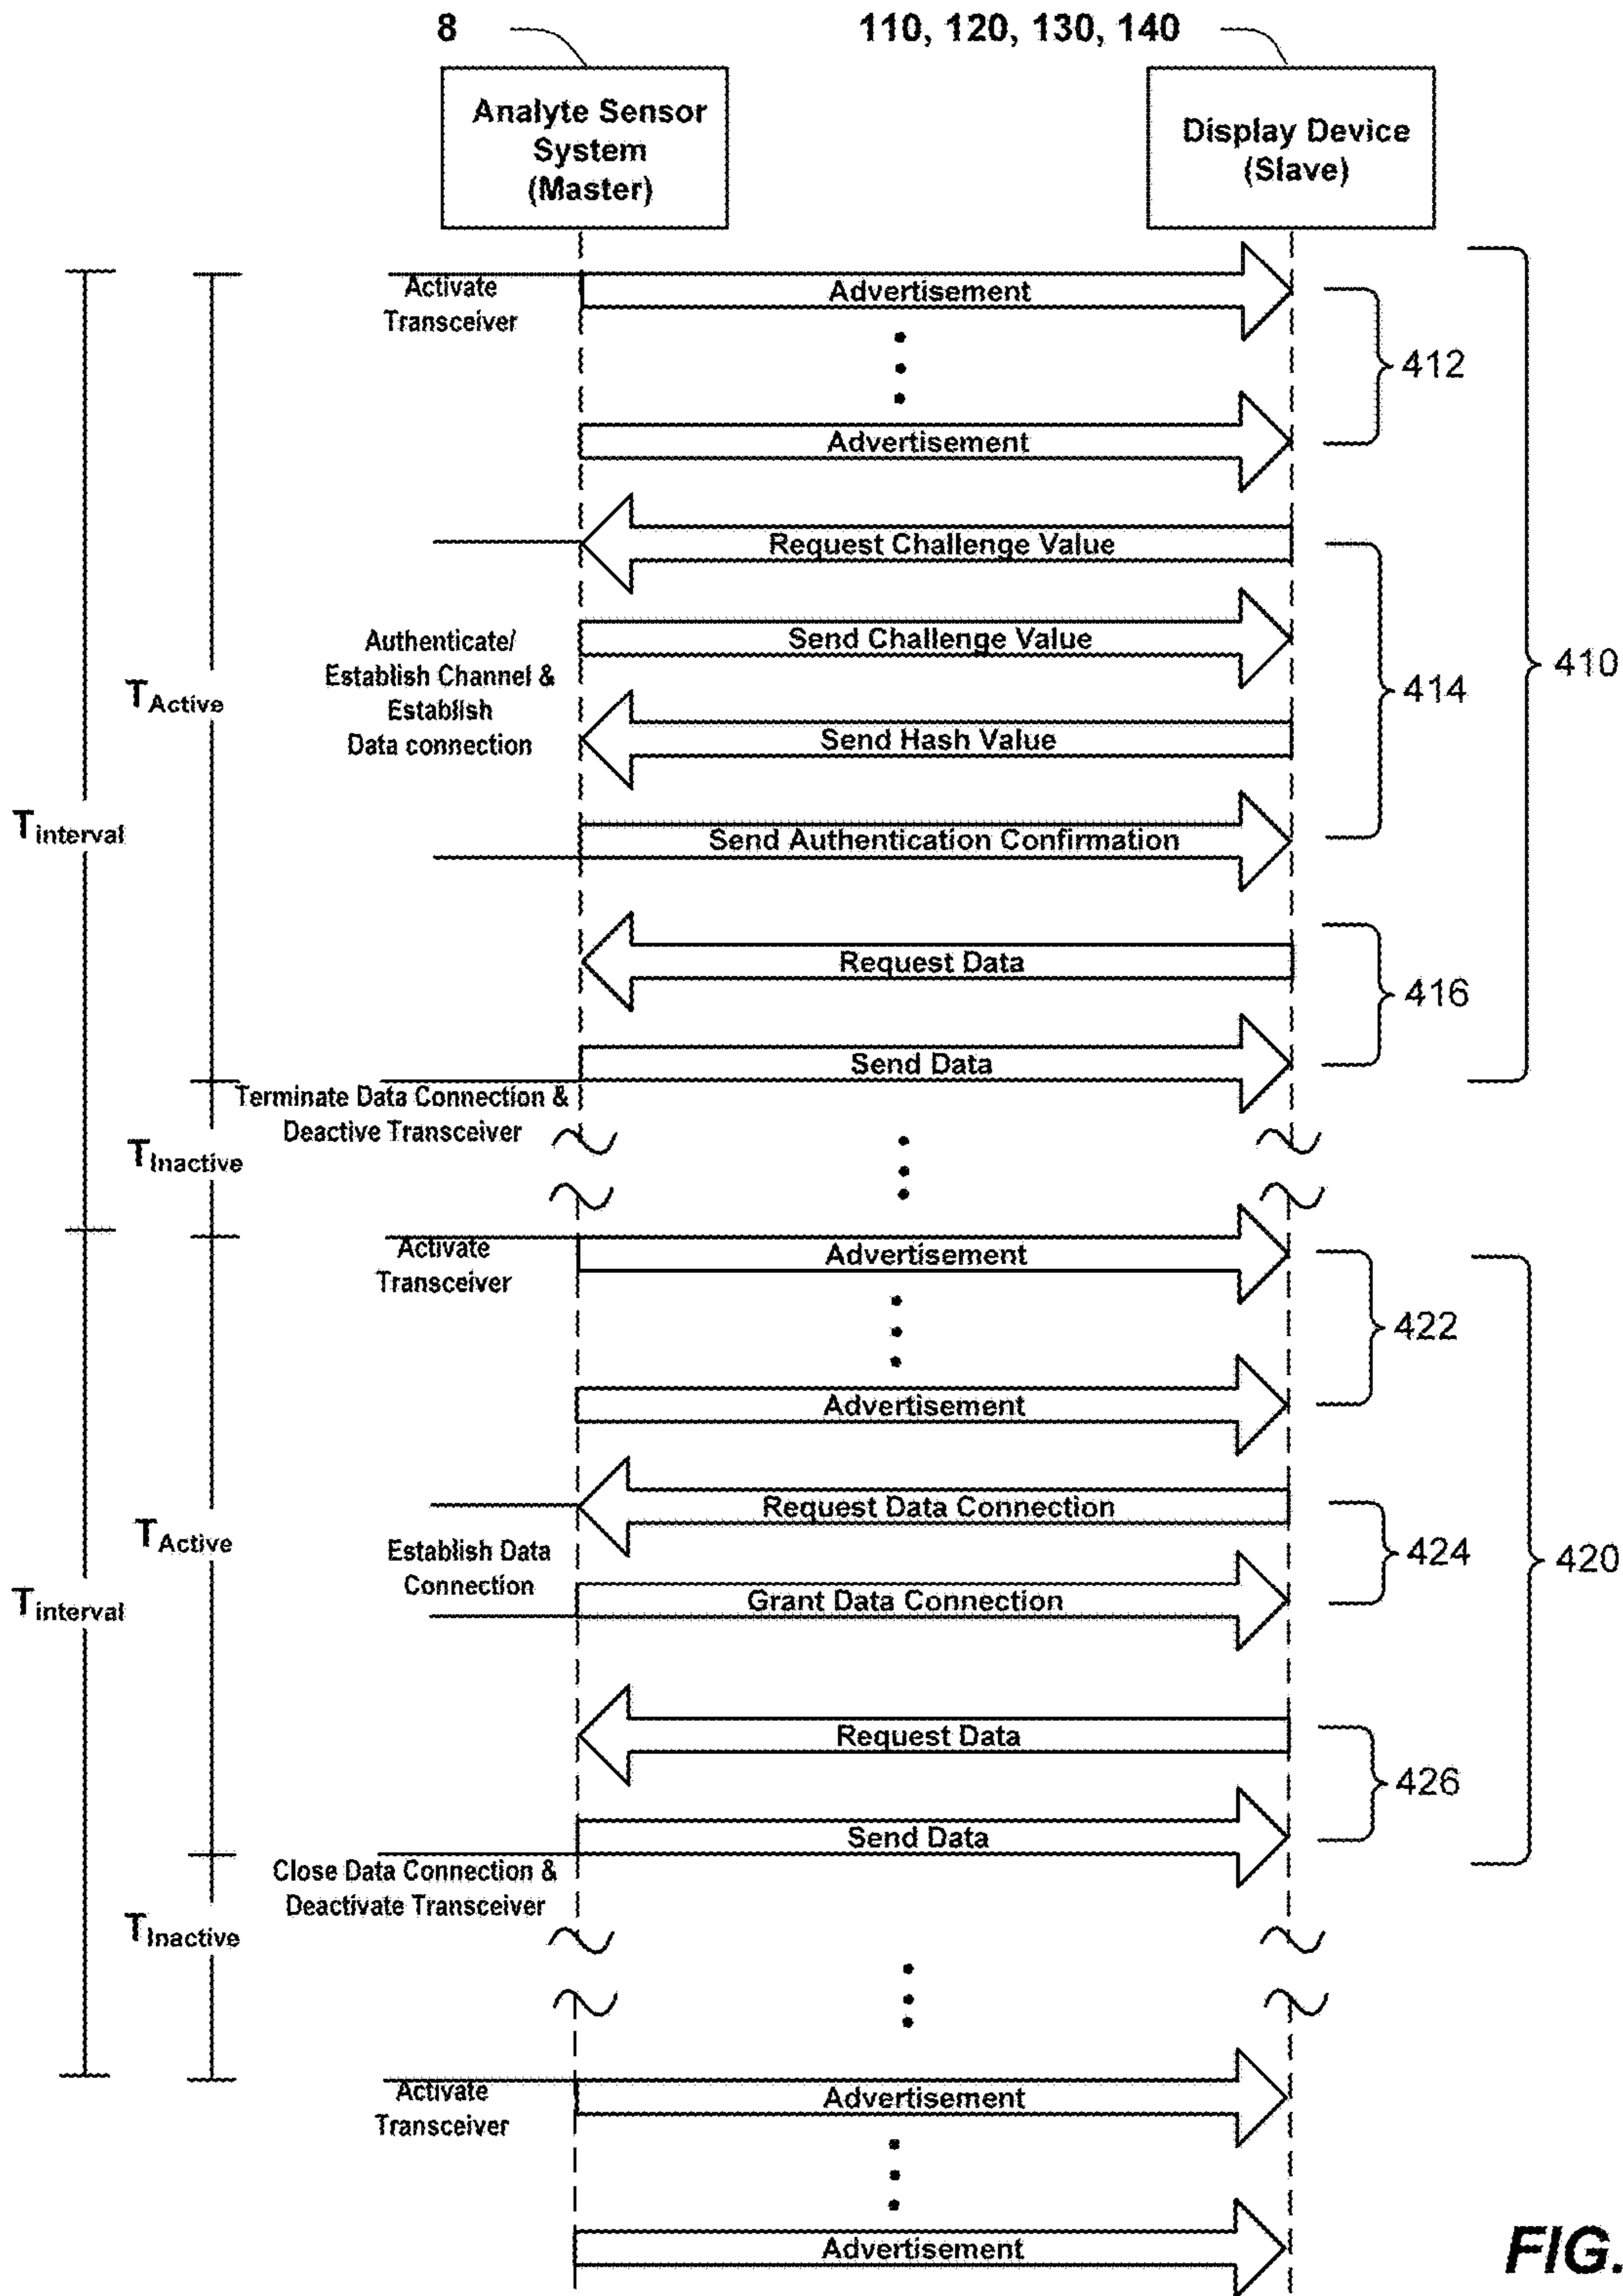 8
110, 120, 130, 140
Analyte Sensor
System
(Master)
Display Device
(Slave)
Activate
Transceiver
Advertisement
412
Advertisement
Request Challenge Value
Authenticate/
Establish Channel &
Establish
Data connection
Send Challenge Value
414
410
TActive
Send Hash Value
Tinterval
Send Authentication Confirmation
Request Data
416
Send Data
Terminate Data Connection &
Deactive Transceiver
TInactive
Activate
Transceiver
Advertisement
422
Advertisement
Request Data Connection
TActive
Establish Data
Connection
424
420
Tinterval
Grant Data Connection
Request Data
426
Send Data
Close Data Connection &
Deactivate Transceiver
TInactive
Activate
Transceiver
Advertisement
Advertisement
FIG.